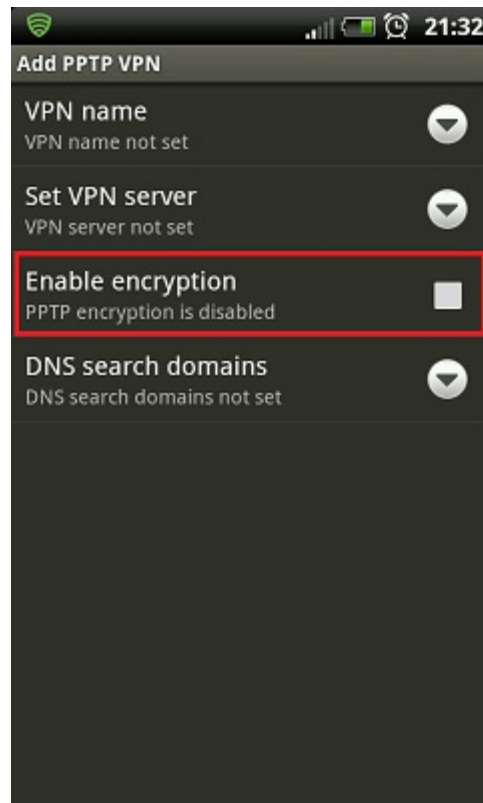 21:32
Add PPTP VPN
VPN name
VPN name not set
Set VPN server
VPN server not set
Enable encryption
PPTP encryption is disabled
DNS search domains
DNS search domains not set